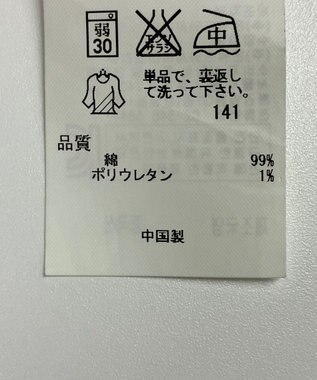 弱
30
エンソ
サラシ
中
単品で、裏返し
て洗って下さい。
141
品質
綿 99%
ポリウレタン 1%
中国製